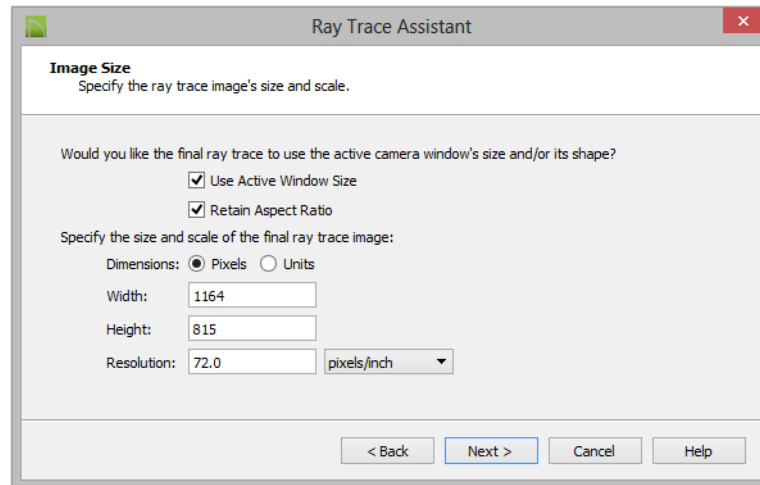 Ray Trace Assistant
Image Size
Specify the ray trace image's size and scale.
Would you like the final ray trace to use the active camera window's size and/or its shape?
Use Active Window Size
Retain Aspect Ratio
Specify the size and scale of the final ray trace image:
Dimensions: Pixels Units
Width: 1164
Height: 815
Resolution: 72.0 pixels/inch
< Back Next > Cancel Help